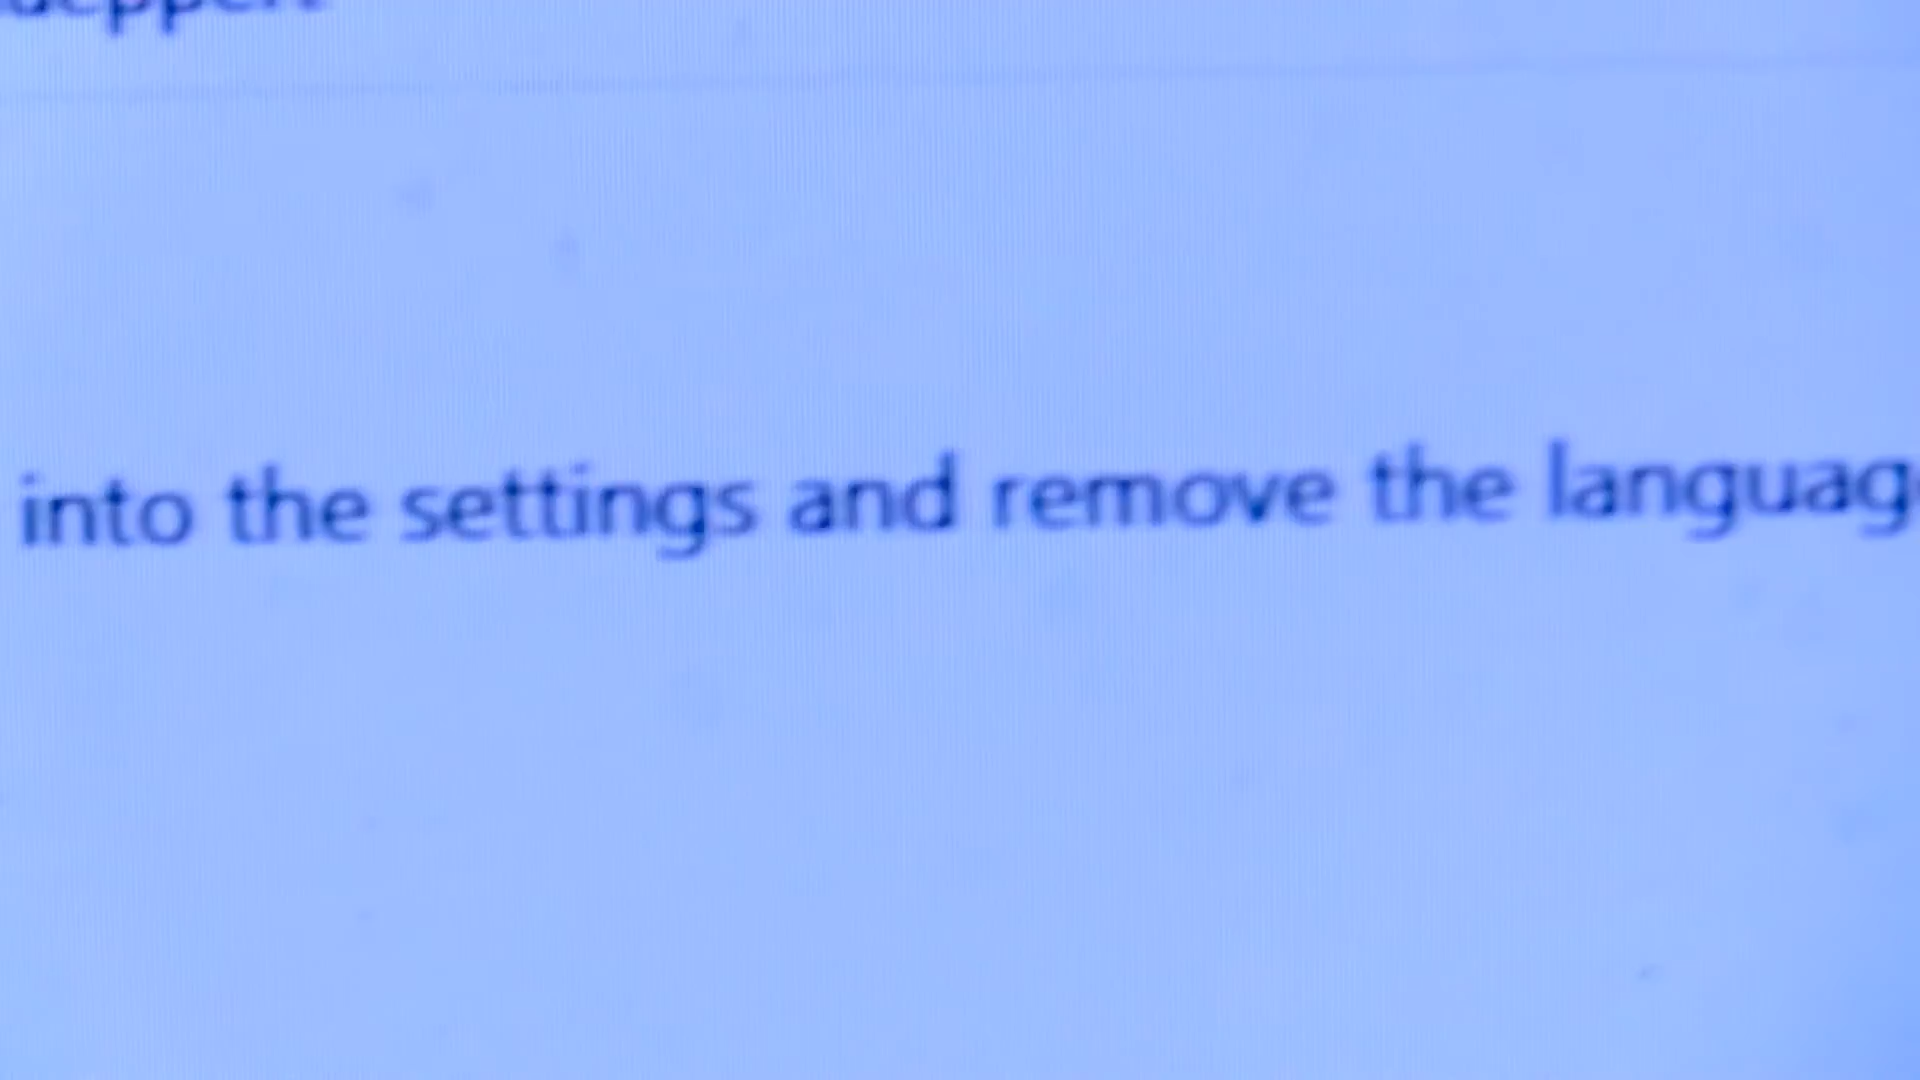 into the settings and remove the languag